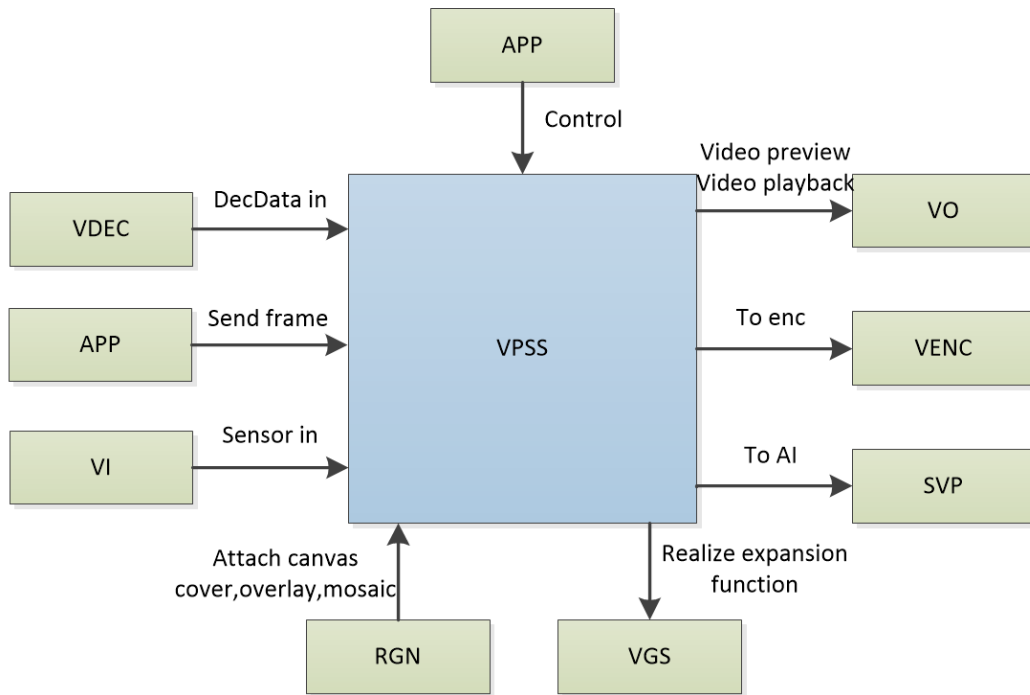 APP
Control
Video preview
Video playback
DecData in
VDEC
VO
Send frame
To enc
APP
VPSS
VENC
Sensor in
To AI
VI
SVP
Attach canvas
cover,overlay,mosaic
Realize expansion
function
RGN
VGS